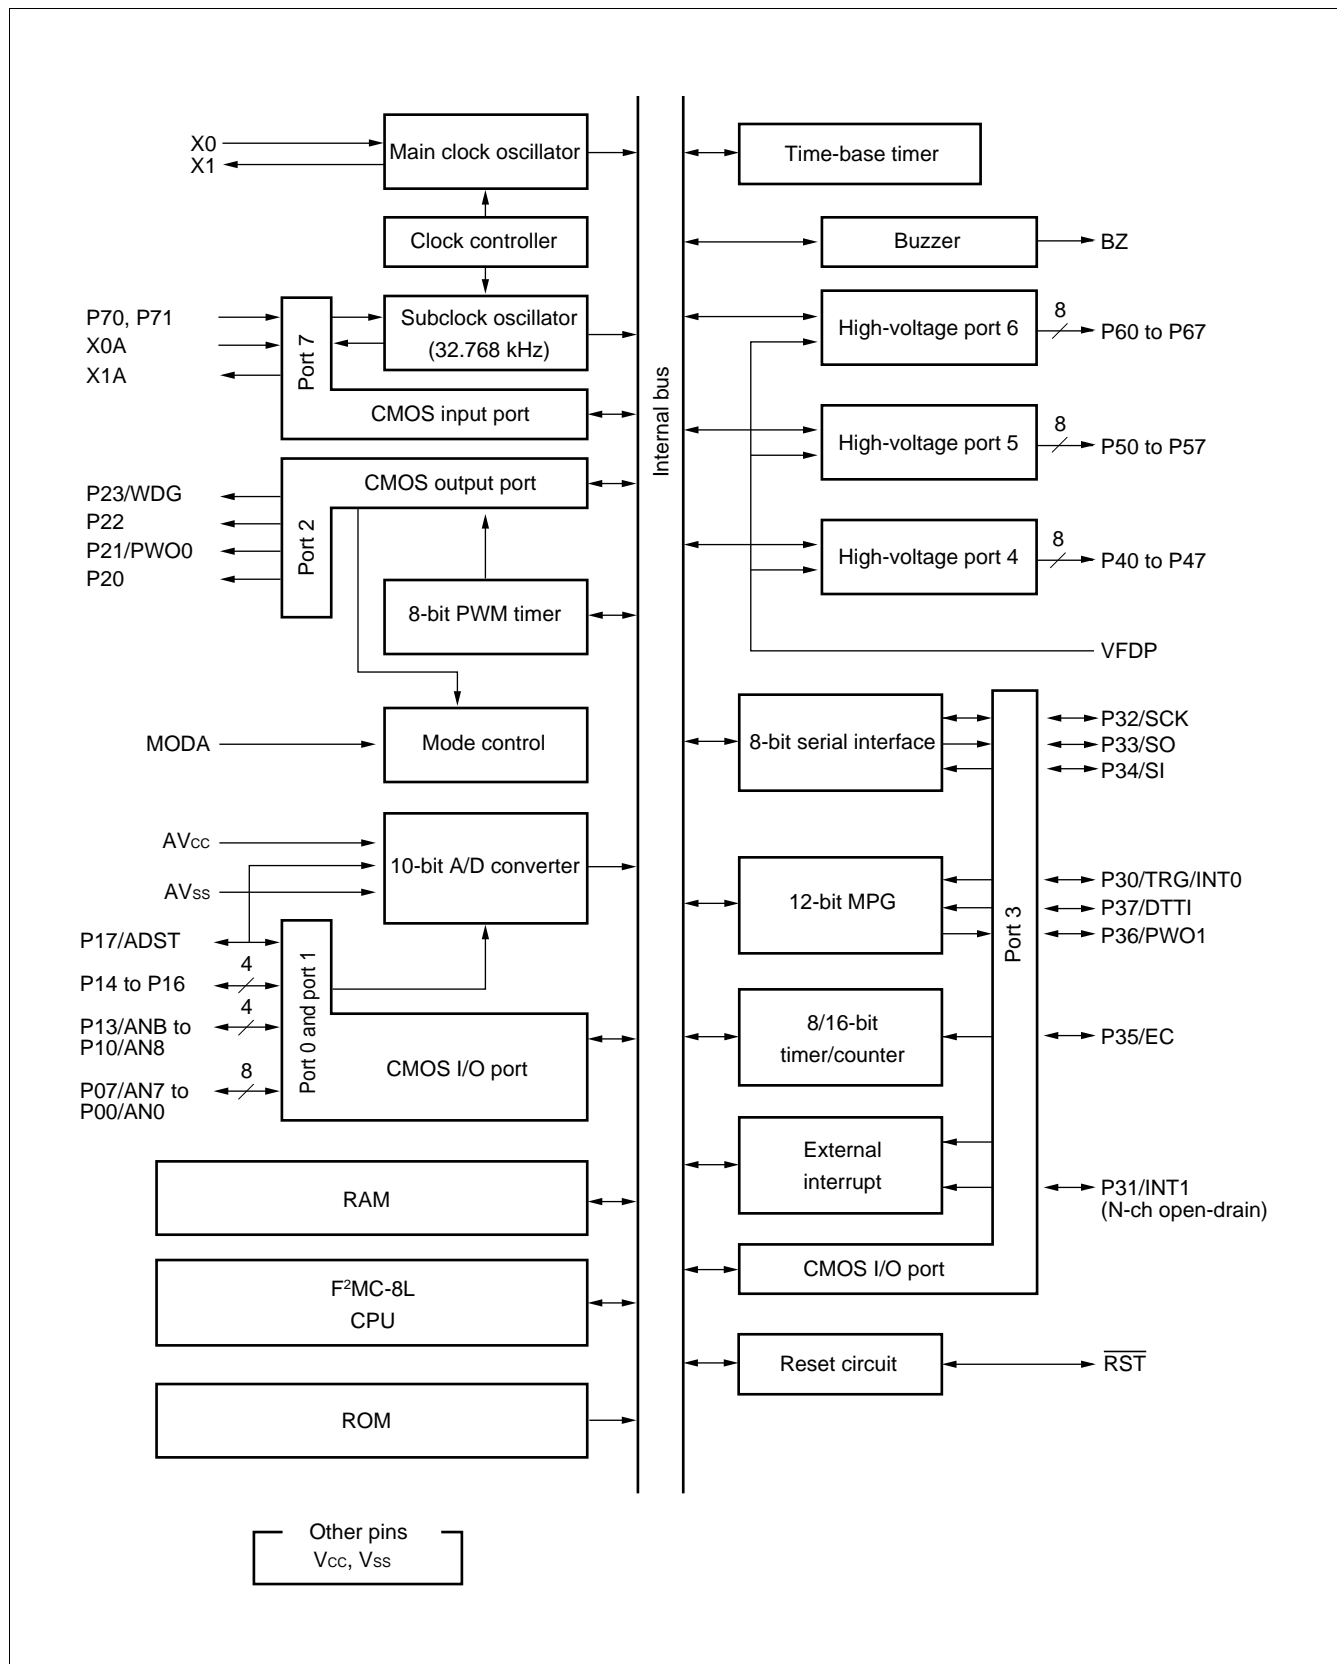 X0
X1
Main clock oscillator
Clock controller
P70, P71
X0A
X1A
Port 7
Subclock oscillator
(32.768 kHz)
CMOS input port
P23/WDG
P22
P21/PWO0
P20
Port 2
CMOS output port
8-bit PWM timer
MODA
Mode control
AVCC
AVSS
10-bit A/D converter
P17/ADST
4
P14 to P16
4
P13/ANB to
P10/AN8
8
P07/AN7 to
P00/AN0
Port 0 and port 1
CMOS I/O port
RAM
F²MC-8L
CPU
ROM
Other pins
VCC, VSS
Internal bus
Time-base timer
Buzzer
BZ
High-voltage port 6
8
P60 to P67
High-voltage port 5
8
P50 to P57
High-voltage port 4
8
P40 to P47
VFDP
8-bit serial interface
P32/SCK
P33/SO
P34/SI
12-bit MPG
Port 3
P30/TRG/INT0
P37/DTTI
P36/PWO1
8/16-bit
timer/counter
P35/EC
External
interrupt
P31/INT1
(N-ch open-drain)
CMOS I/O port
Reset circuit
RST